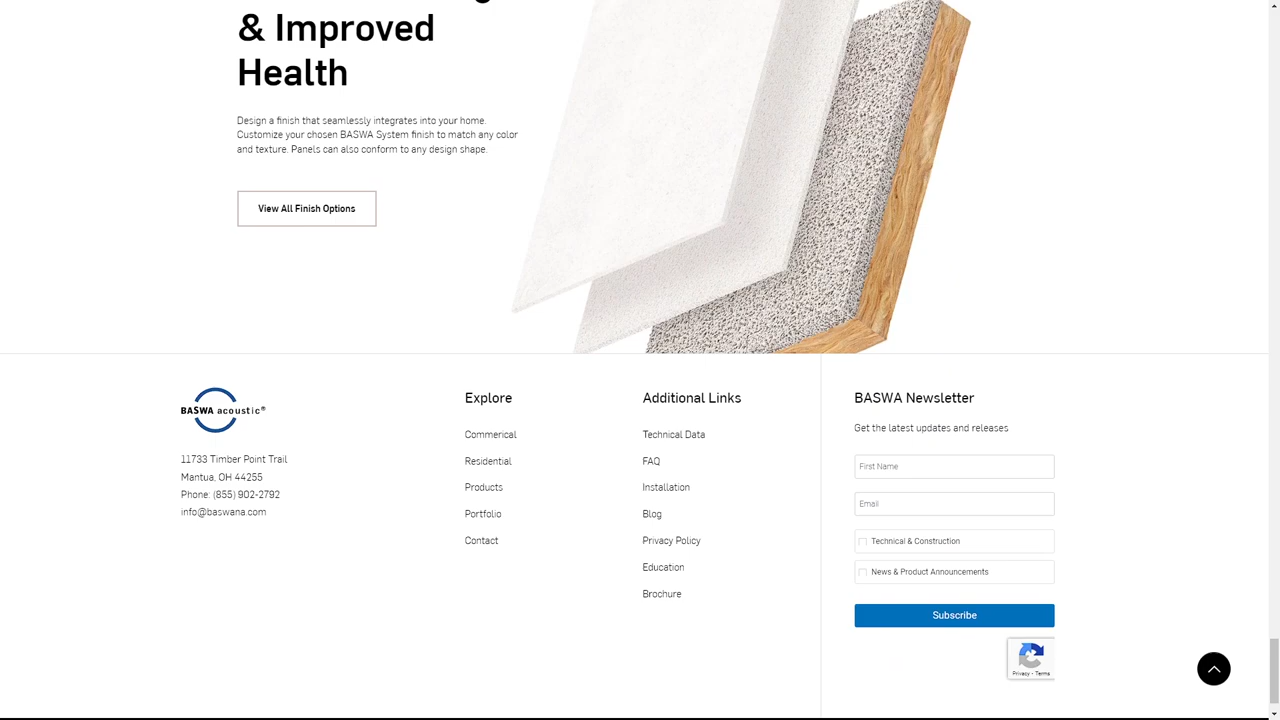 & Improved
Health
Design a finish that seamlessly integrates into your home.
Customize your chosen BASWA System finish to match any color
and texture. Panels can also conform to any design shape.
View All Finish Options
BASWA acoustic®
11733 Timber Point Trail
Mantua, OH 44255
Phone: (855) 902-2792
info@baswana.com
Explore
Commerical
Residential
Products
Portfolio
Contact
Additional Links
Technical Data
FAQ
Installation
Blog
Privacy Policy
Education
Brochure
BASWA Newsletter
Get the latest updates and releases
First Name
Email
Technical & Construction
News & Product Announcements
Subscribe
Privacy - Terms